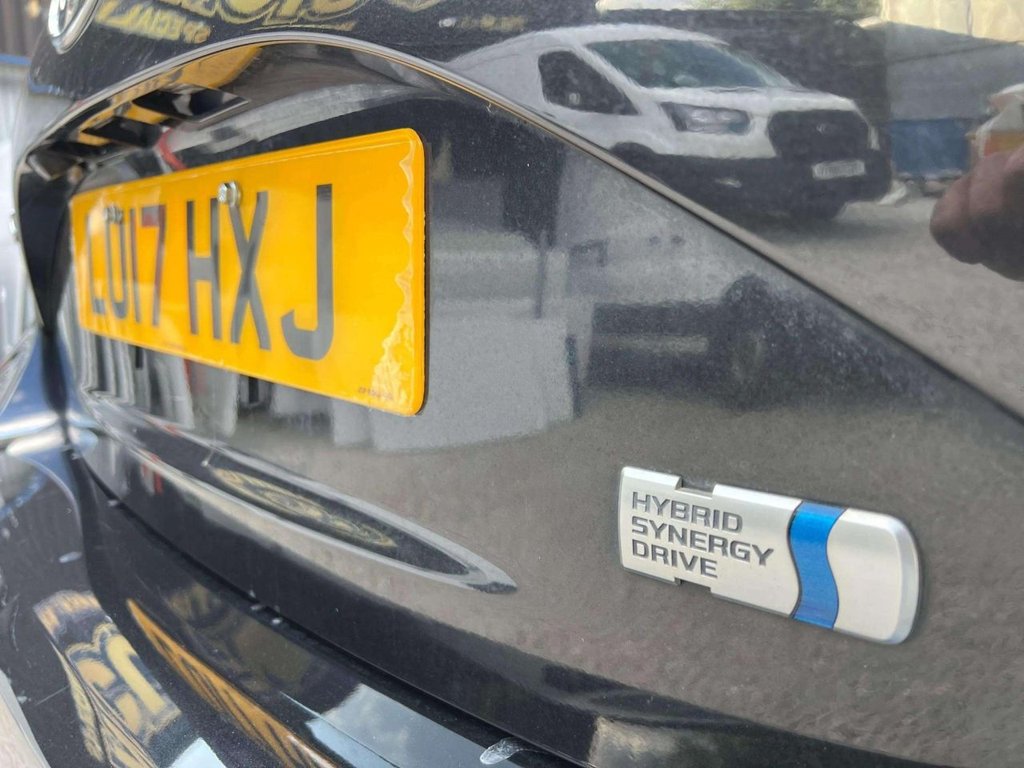 LO17 HXJ
HYBRID
SYNERGY
DRIVE